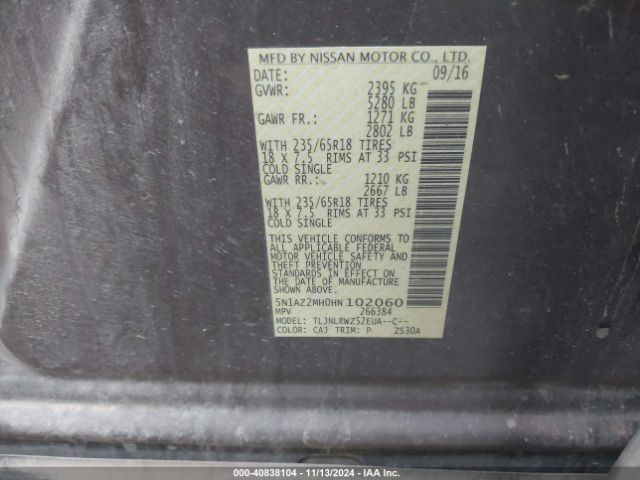 MFD BY NISSAN MOTOR CO., LTD.
DATE: 09/16
GVWR: 2395 KG
5280 LB
GAWR FR.: 1271 KG
2802 LB
WITH 235/65R18 TIRES
18 X 7.5 RIMS AT 33 PSI
COLD SINGLE
GAWR RR.: 1210 KG
2667 LB
WITH 235/65R18 TIRES
18 X 7.5 RIMS AT 33 PSI
COLD SINGLE
THIS VEHICLE CONFORMS TO
ALL APPLICABLE FEDERAL
MOTOR VEHICLE SAFETY AND
THEFT PREVENTION
STANDARDS IN EFFECT ON
THE DATE OF MANUFACTURE
SHOWN ABOVE.
5N1AZ2MH0HN102060
MPV 266384
MODEL: TLJNLRWZ52EUA--C--
COLOR: CAJ TRIM: P ZS30A
000-40838104 | 11/13/2024 | IAA Inc.